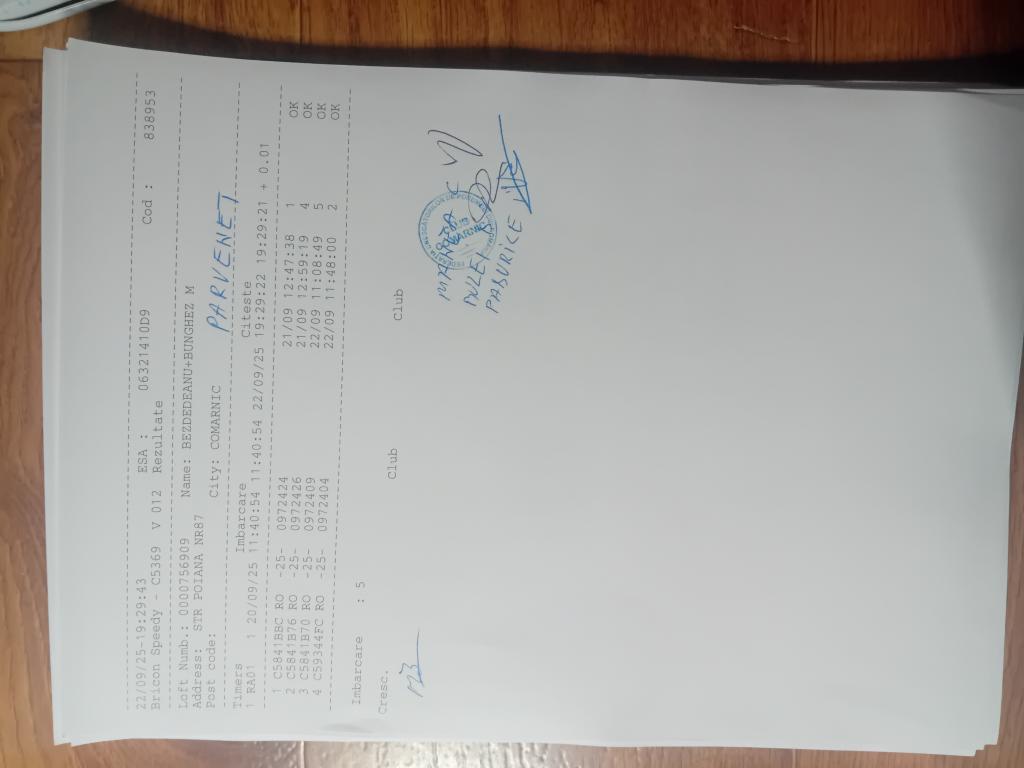 22/09/25-19:29:43 ESA : 06321410D9 Cod : 838953
Bricon Speedy - C5369 V 012 Rezultate
Loft Numb.: 0000756909 Name: BEZDEDEANU+BUNGHEZ M
Address: STR POIANA NR87
Post code: City: COMARNIC PARVENEȚ
Timers Imbarcare Citeste
1 RA01 1 20/09/25 11:40:54 11:40:54 22/09/25 19:29:22 19:29:21 + 0.01
1 C5841BBC RO -25- 0972424 21/09 12:47:38 1 OK
2 C5841B76 RO -25- 0972426 21/09 12:59:19 4 OK
3 C5841B70 RO -25- 0972409 22/09 11:08:49 5 OK
4 C59344FC RO -25- 0972404 22/09 11:48:00 2 OK
Imbarcare : 5
Cresc. Club Club